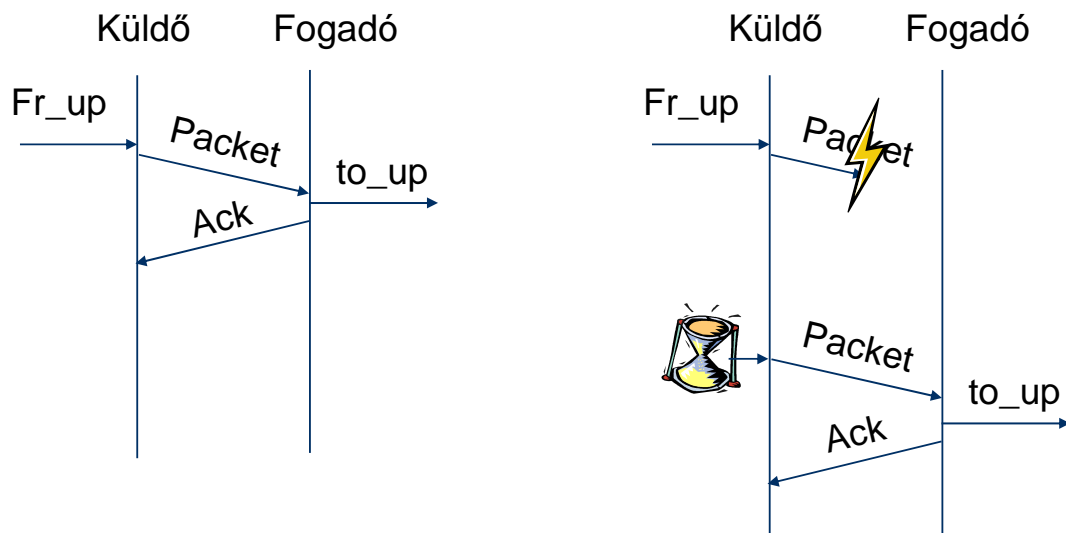 Küldő Fogadó
Fr_up
Packet
to_up
Ack
Küldő Fogadó
Fr_up
Packet
Packet
to_up
Ack